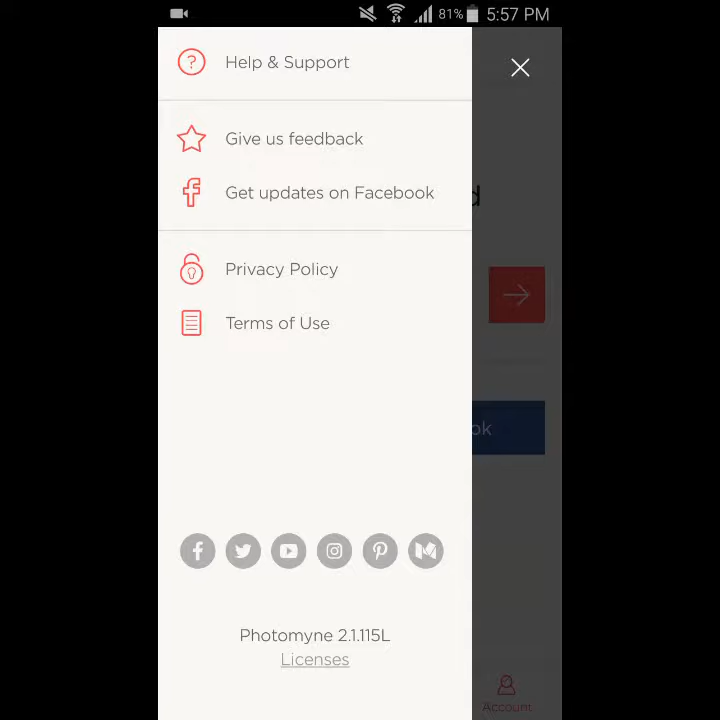 81% 5:57 PM
Help & Support
Give us feedback
Get updates on Facebook
d
Privacy Policy
Terms of Use
ok
Photomyne 2.1.115L
Licenses
Account